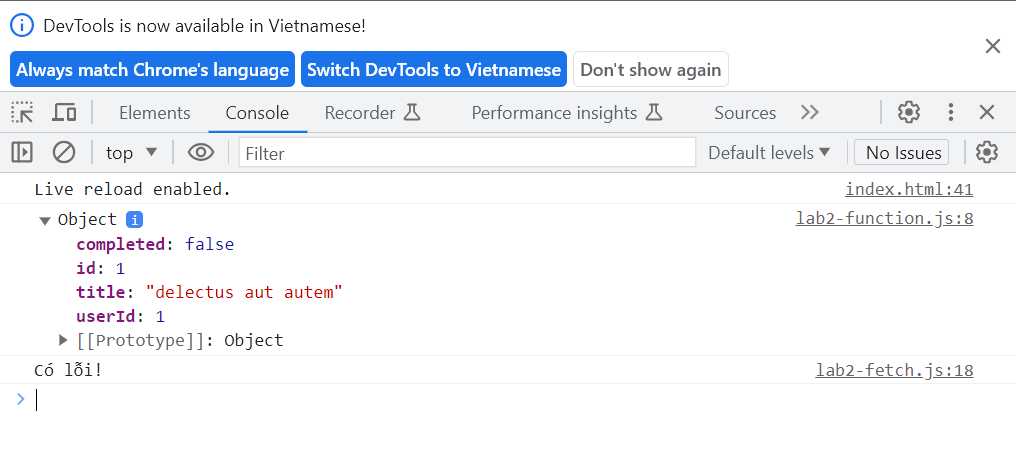 DevTools is now available in Vietnamese!
Always match Chrome's language Switch DevTools to Vietnamese Don't show again
Elements Console Recorder Performance insights Sources
top Filter Default levels No Issues
Live reload enabled. index.html:41
Object i lab2-function.js:8
completed: false
id: 1
title: "delectus aut autem"
userId: 1
[[Prototype]]: Object
Có lỗi! lab2-fetch.js:18